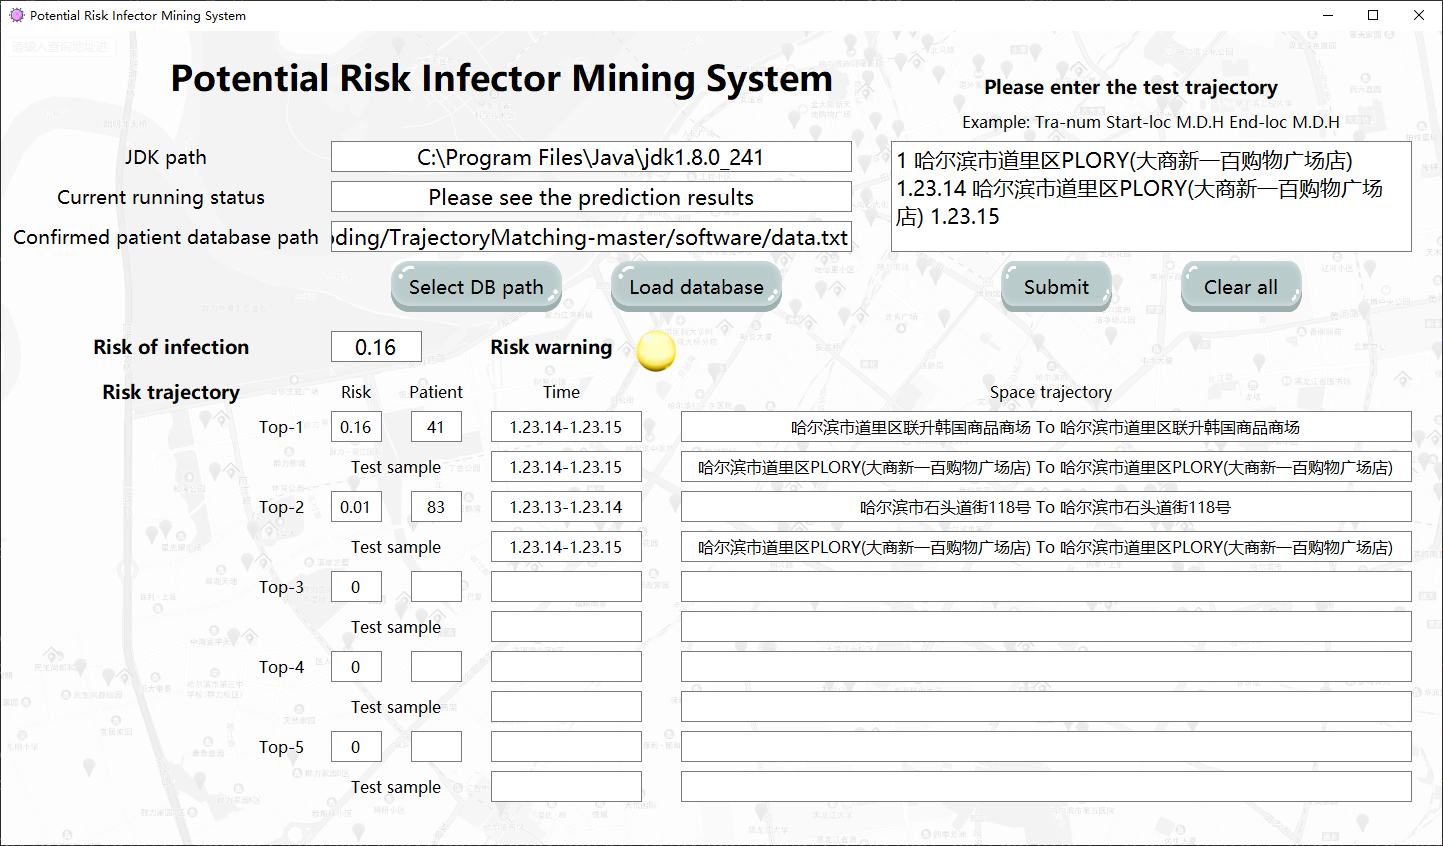 Potential Risk Infector Mining System
Potential Risk Infector Mining System
Please enter the test trajectory
Example: Tra-num Start-loc M.D.H End-loc M.D.H
JDK path
C:\Program Files\Java\jdk1.8.0_241
1 哈尔滨市道里区PLORY(大商新一百购物广场店)
1.23.14 哈尔滨市道里区PLORY(大商新一百购物广场
店) 1.23.15
Current running status
Please see the prediction results
Confirmed patient database path
oding/TrajectoryMatching-master/software/data.txt
Select DB path
Load database
Submit
Clear all
Risk of infection
0.16
Risk warning
Risk trajectory
Risk
Patient
Time
Space trajectory
Top-1
0.16
41
1.23.14-1.23.15
哈尔滨市道里区联升韩国商品商场 To 哈尔滨市道里区联升韩国商品商场
Test sample
1.23.14-1.23.15
哈尔滨市道里区PLORY(大商新一百购物广场店) To 哈尔滨市道里区PLORY(大商新一百购物广场店)
Top-2
0.01
83
1.23.13-1.23.14
哈尔滨市石头道街118号 To 哈尔滨市石头道街118号
Test sample
1.23.14-1.23.15
哈尔滨市道里区PLORY(大商新一百购物广场店) To 哈尔滨市道里区PLORY(大商新一百购物广场店)
Top-3
0
Test sample
Top-4
0
Test sample
Top-5
0
Test sample